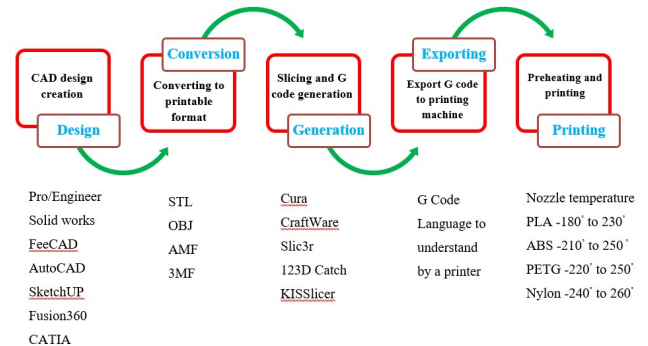 CAD design
creation
Design
Conversion
Converting to
printable
format
Slicing and G
code generation
Generation
Exporting
Export G code
to printing
machine
Preheating and
printing
Printing
Pro/Engineer
Solid works
FeeCAD
AutoCAD
SketchUP
Fusion360
CATIA
STL
OBJ
AMF
3MF
Cura
CraftWare
Slic3r
123D Catch
KISSlicer
G Code
Language to
understand
by a printer
Nozzle temperature
PLA -180˚ to 230˚
ABS -210˚ to 250˚
PETG -220˚ to 250˚
Nylon -240˚ to 260˚